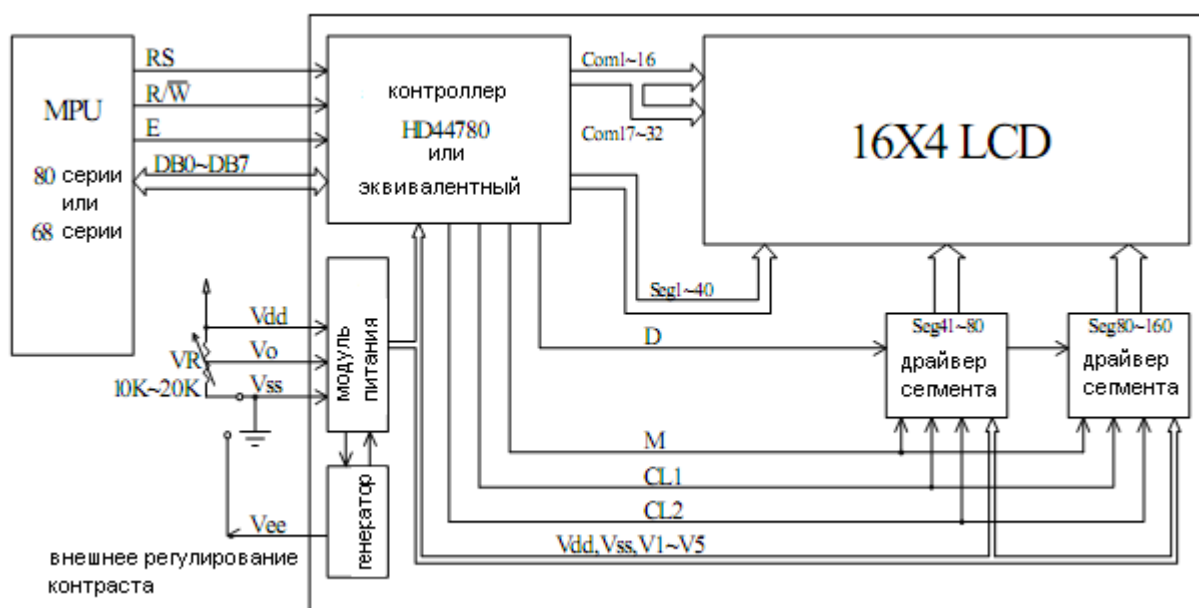 MPU
80 серии
или
68 серии
RS
R/W̅
E
DB0~DB7
контроллер
HD44780
или
эквивалентный
Com1~16
Com17~32
16X4 LCD
Seg1~40
Vdd
Vo
VR
Vss
10K~20K
модуль
питания
D
Seg41~80
драйвер
сегмента
Seg80~160
драйвер
сегмента
M
CL1
CL2
Vdd,Vss,V1~V5
генератор
Vee
внешнее регулирование
контраста